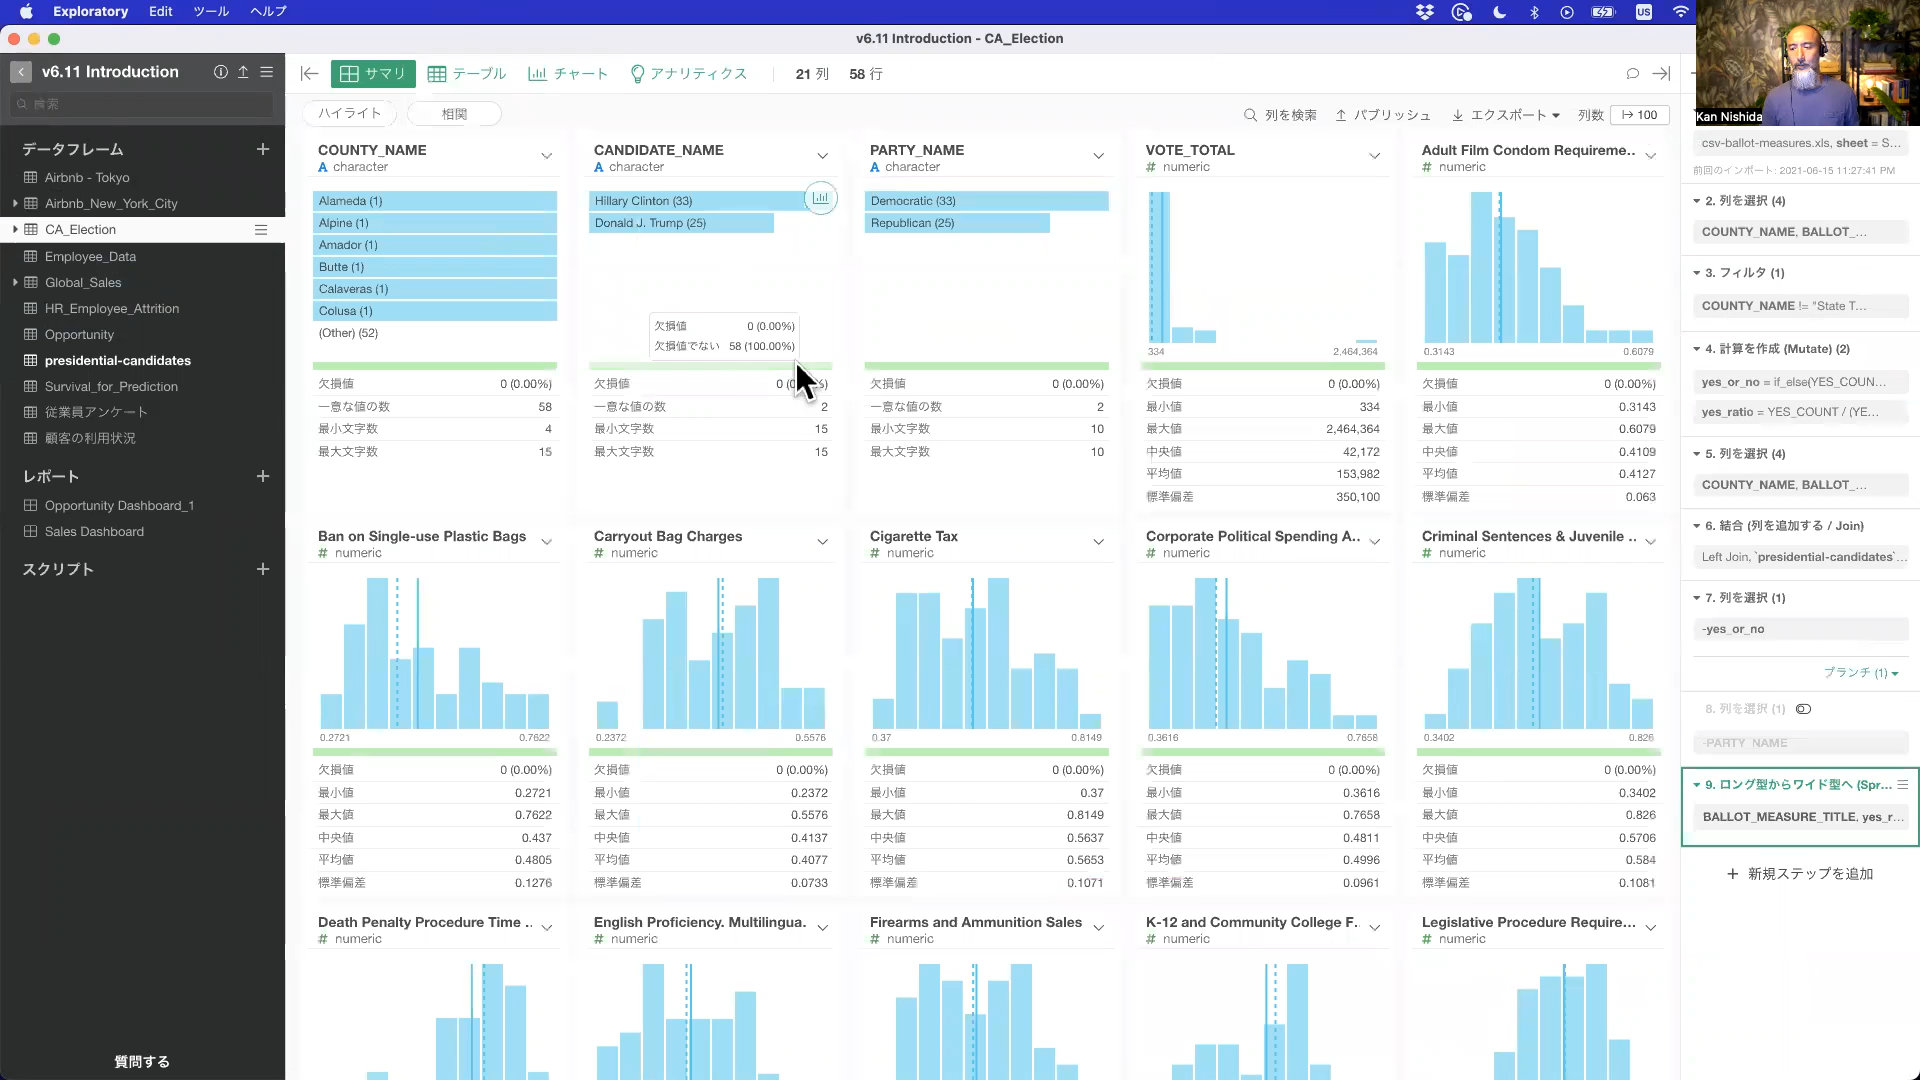 Exploratory Edit ツール ヘルプ
US
v6.11 Introduction - CA_Election
v6.11 Introduction
検索
データフレーム
Airbnb - Tokyo
Airbnb_New_York_City
CA_Election
Employee_Data
Global_Sales
HR_Employee_Attrition
Opportunity
presidential-candidates
Survival_for_Prediction
従業員アンケート
顧客の利用状況
レポート
Opportunity Dashboard_1
Sales Dashboard
スクリプト
質問する
サマリ テーブル チャート アナリティクス 21 列 58 行
ハイライト 相関 列を検索 パブリッシュ エクスポート 列数 100
COUNTY_NAME
character
Alameda (1)
Alpine (1)
Amador (1)
Butte (1)
Calaveras (1)
Colusa (1)
(Other) (52)
欠損値 0 (0.00%)
一意な値の数 58
最小文字数 4
最大文字数 15
CANDIDATE_NAME
character
Hillary Clinton (33)
Donald J. Trump (25)
欠損値 0 (0.00%)
欠損値でない 58 (100.00%)
欠損値
一意な値の数 2
最小文字数 15
最大文字数 15
PARTY_NAME
character
Democratic (33)
Republican (25)
欠損値 0 (0.00%)
一意な値の数 2
最小文字数 10
最大文字数 10
VOTE_TOTAL
numeric
334 2,464,364
欠損値 0 (0.00%)
最小値 334
最大値 2,464,364
中央値 42,172
平均値 153,982
標準偏差 350,100
Adult Film Condom Requireme..
numeric
0.3143 0.6079
欠損値 0 (0.00%)
最小値 0.3143
最大値 0.6079
中央値 0.4109
平均値 0.4127
標準偏差 0.063
Ban on Single-use Plastic Bags
numeric
0.2721 0.7622
欠損値 0 (0.00%)
最小値 0.2721
最大値 0.7622
中央値 0.437
平均値 0.4805
標準偏差 0.1276
Carryout Bag Charges
numeric
0.2372 0.5576
欠損値 0 (0.00%)
最小値 0.2372
最大値 0.5576
中央値 0.4137
平均値 0.4077
標準偏差 0.0733
Cigarette Tax
numeric
0.37 0.8149
欠損値 0 (0.00%)
最小値 0.37
最大値 0.8149
中央値 0.5637
平均値 0.5653
標準偏差 0.1071
Corporate Political Spending A..
numeric
0.3616 0.7658
欠損値 0 (0.00%)
最小値 0.3616
最大値 0.7658
中央値 0.4811
平均値 0.4996
標準偏差 0.0961
Criminal Sentences & Juvenile ..
numeric
0.3402 0.826
欠損値 0 (0.00%)
最小値 0.3402
最大値 0.826
中央値 0.5706
平均値 0.584
標準偏差 0.1081
Death Penalty Procedure Time ..
numeric
English Proficiency. Multilingua.
numeric
Firearms and Ammunition Sales
numeric
K-12 and Community College F.
numeric
Legislative Procedure Require...
numeric
Kan Nishida
csv-ballot-measures.xls, sheet = S...
前回のインポート: 2021-06-15 11:27:41 PM
2. 列を選択 (4)
COUNTY_NAME, BALLOT_...
3. フィルタ (1)
COUNTY_NAME != "State T...
4. 計算を作成 (Mutate) (2)
yes_or_no = if_else(YES_COUN...
yes_ratio = YES_COUNT / (YE...
5. 列を選択 (4)
COUNTY_NAME, BALLOT_...
6. 結合 (列を追加する / Join)
Left Join, `presidential-candidates`...
7. 列を選択 (1)
-yes_or_no
ブランチ (1)
8. 列を選択 (1)
-PARTY_NAME
9. ロング型からワイド型へ (Spr...
BALLOT_MEASURE_TITLE, yes_r...
新規ステップを追加